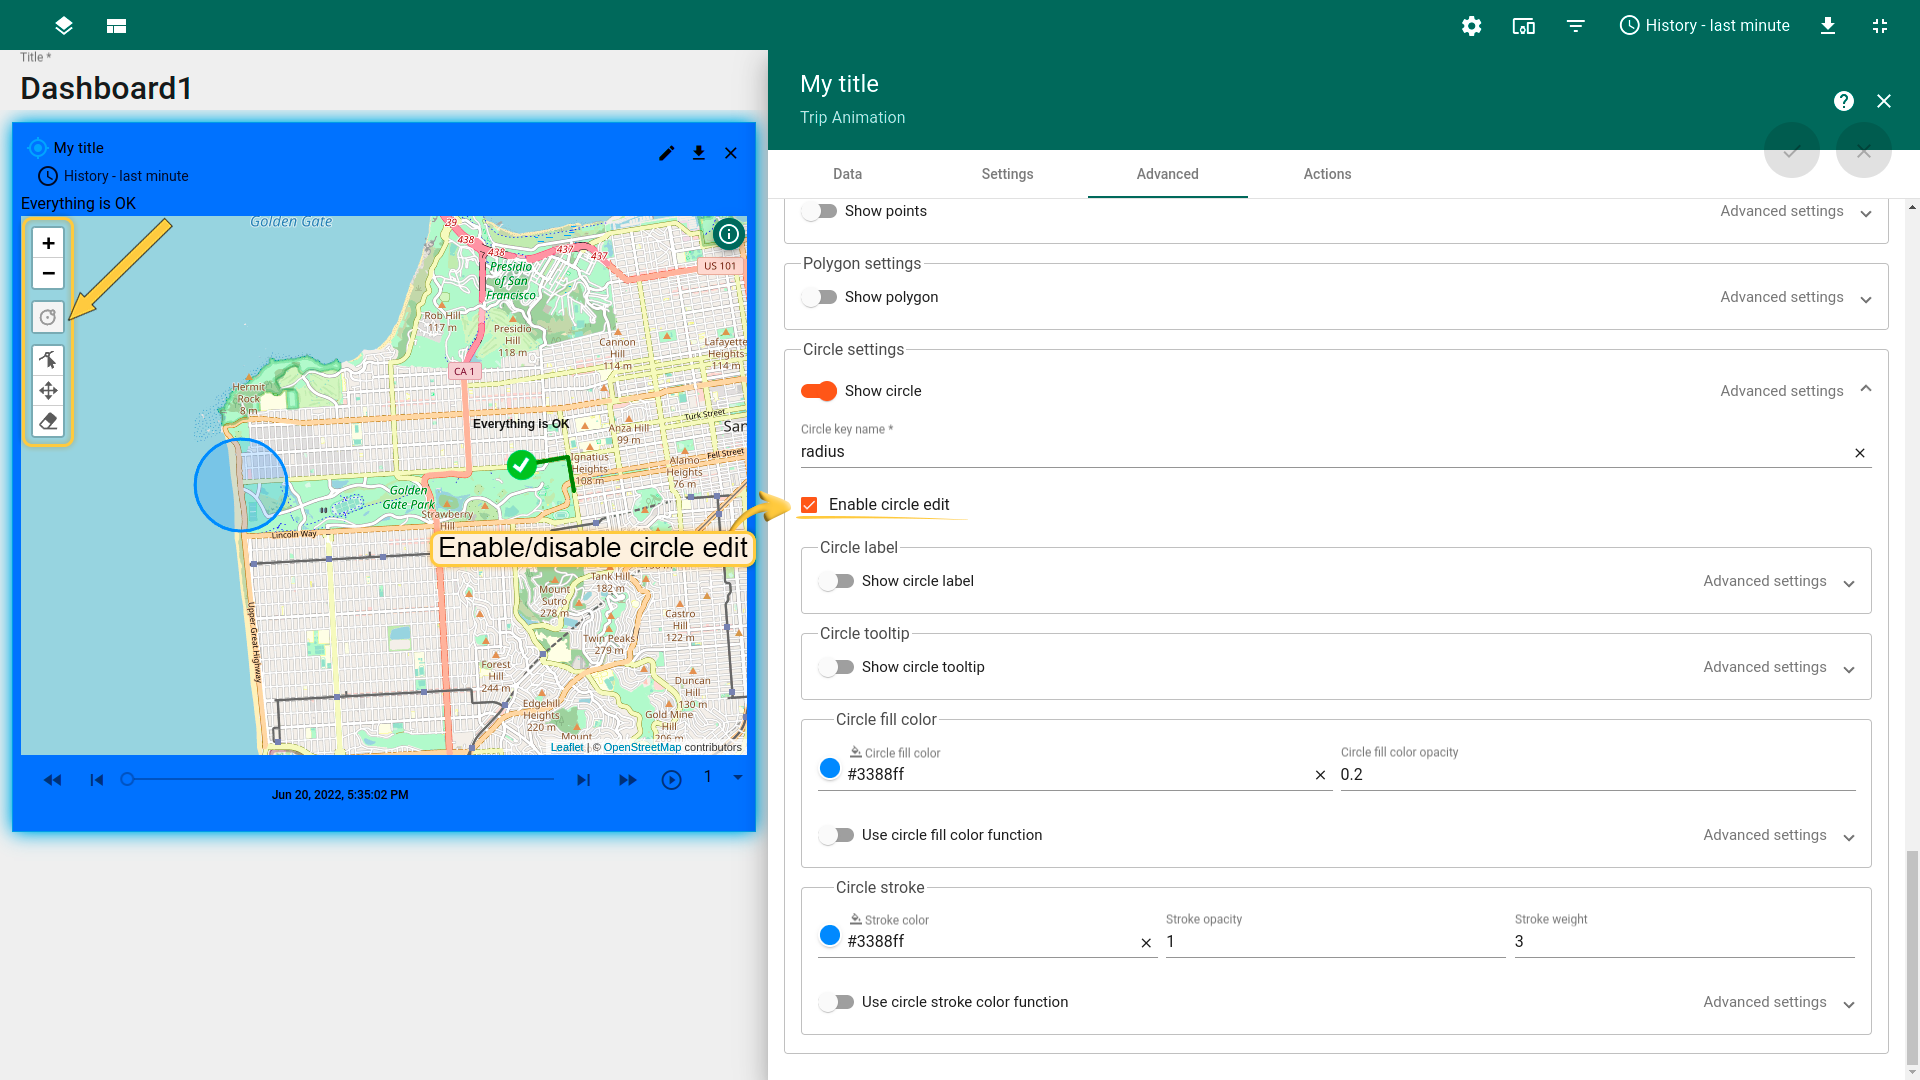 History - last minute
Title *
Dashboard1
My title
History - last minute
Everything is OK
Golden Gate
39
438
438
437
437
US 101
Presidio
of San
Francisco
Rob Hill
117 m
Presidio
Hill
118 m
Cannon
Hill
114 m
Lafayette
Heights
114 m
CA 1
Hermit
Rock
8 m
Turk Street
Everything is OK
Anza Hill
99 m
San
Fell Street
Ignatius
Heights
108 m
Alamo
Heights
76 m
Golden
Gate Park
Strawberry
Hill
Lincoln Way
Enable/disable circle edit
Tank Hill
182 m
Mount
Sutro
278 m
Castro
Hill
122 m
Upper Great Highway
Twin Peaks
279 m
Forest
Hill
244 m
Duncan
Hill
130 m
Edgehill
Heights
220 m
Gold Mine
Hill
206 m
Mount
Leaflet | © OpenStreetMap contributors
1
Jun 20, 2022, 5:35:02 PM
My title
Trip Animation
Data
Settings
Advanced
Actions
Show points
Advanced settings
Polygon settings
Show polygon
Advanced settings
Circle settings
Show circle
Advanced settings
Circle key name *
radius
Enable circle edit
Circle label
Show circle label
Advanced settings
Circle tooltip
Show circle tooltip
Advanced settings
Circle fill color
Circle fill color
#3388ff
Circle fill color opacity
0.2
Use circle fill color function
Advanced settings
Circle stroke
Stroke color
#3388ff
Stroke opacity
1
Stroke weight
3
Use circle stroke color function
Advanced settings